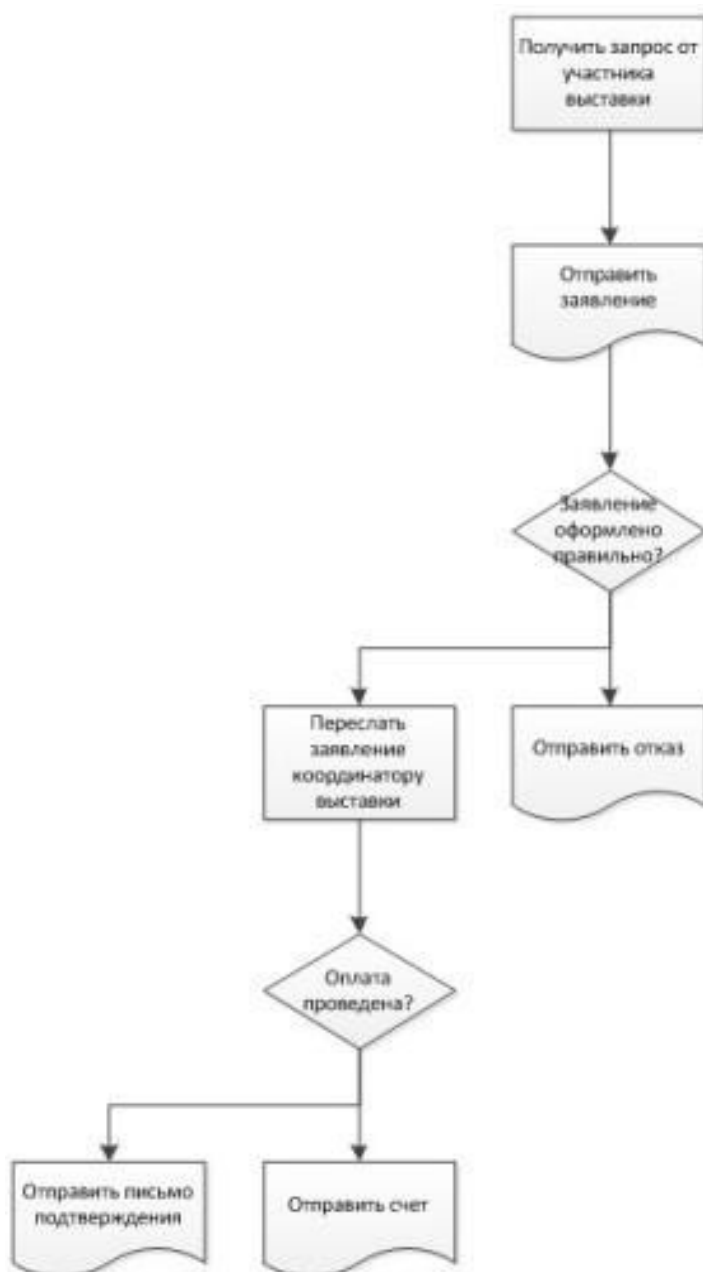 Получить запрос от
участника
выставки
Отправить
заявление
Заявление
оформлено
правильно?
Переслать
заявление
координатору
выставки
Отправить отказ
Оплата
проведена?
Отправить письмо
подтверждения
Отправить счет